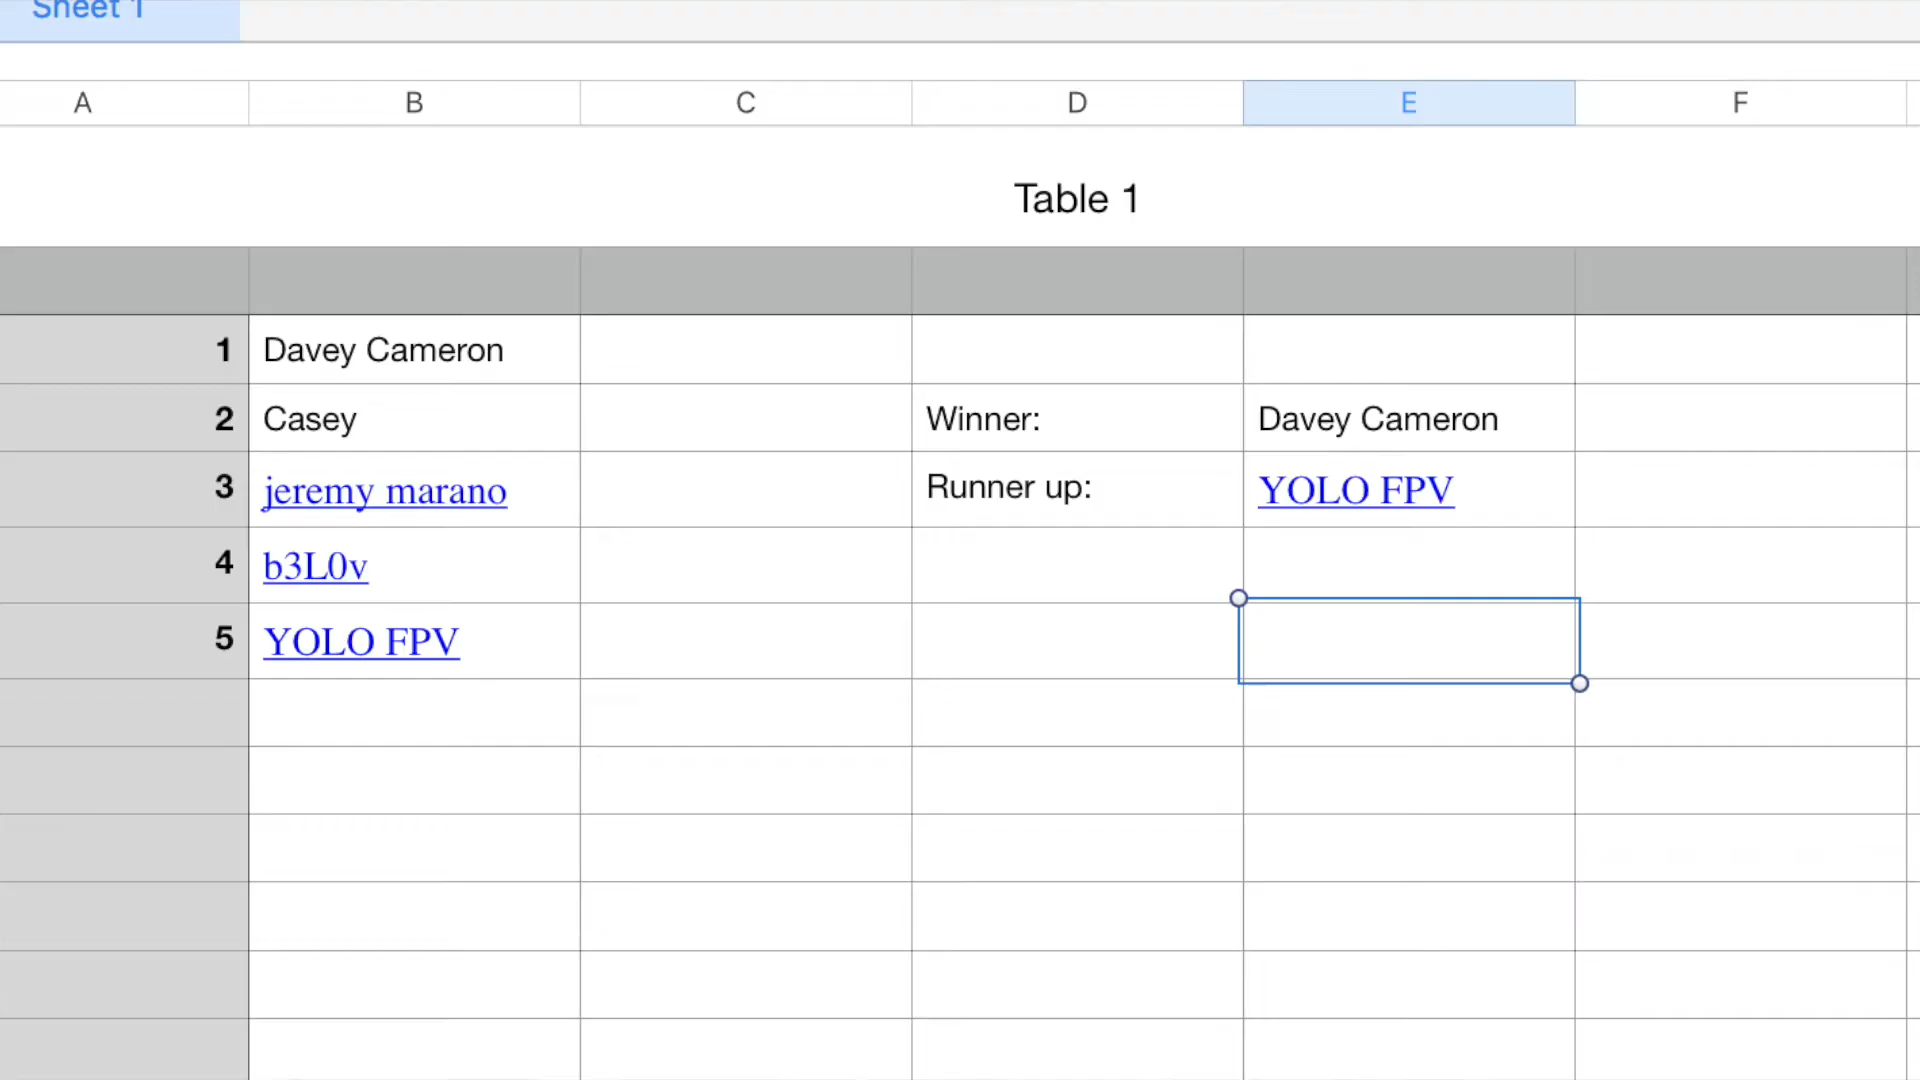 Sheet 1
A B C D E F
Table 1
1 Davey Cameron
2 Casey Winner: Davey Cameron
3 jeremy marano Runner up: YOLO FPV
4 b3L0v
5 YOLO FPV